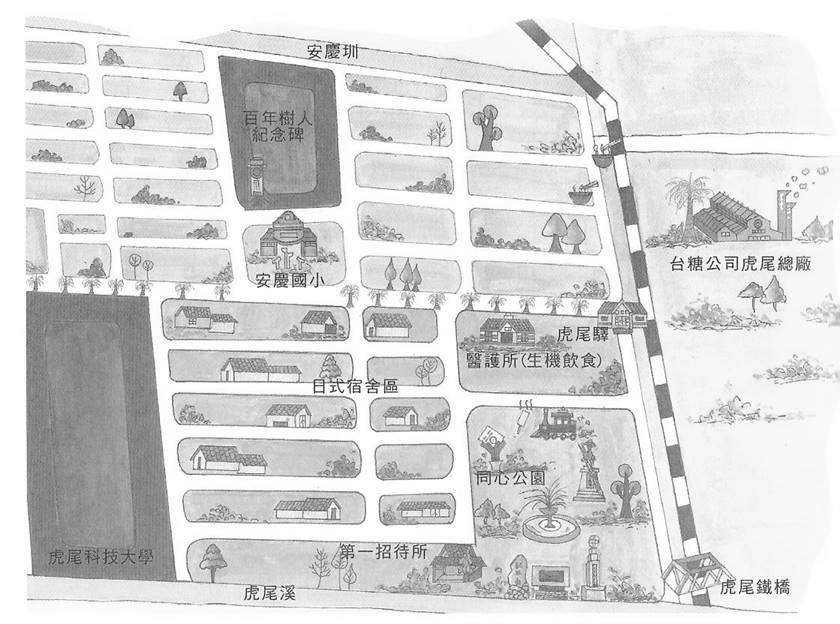 安慶圳
百年樹人
紀念碑
台糖公司虎尾總廠
安慶國小
虎尾驛
醫護所(生機飲食)
日式宿舍區
同心公園
第一招待所
虎尾科技大學
虎尾溪
虎尾鐵橋